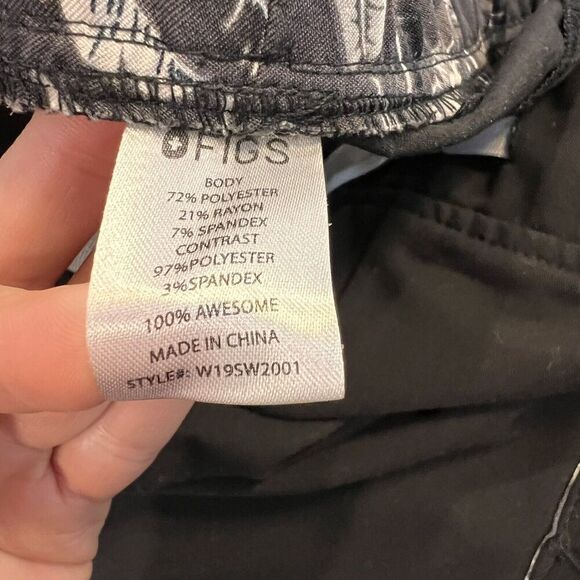 FIGS
BODY
72% POLYESTER
21% RAYON
7% SPANDEX
CONTRAST
97%POLYESTER
3%SPANDEX
100% AWESOME
MADE IN CHINA
STYLE#: W19SW2001